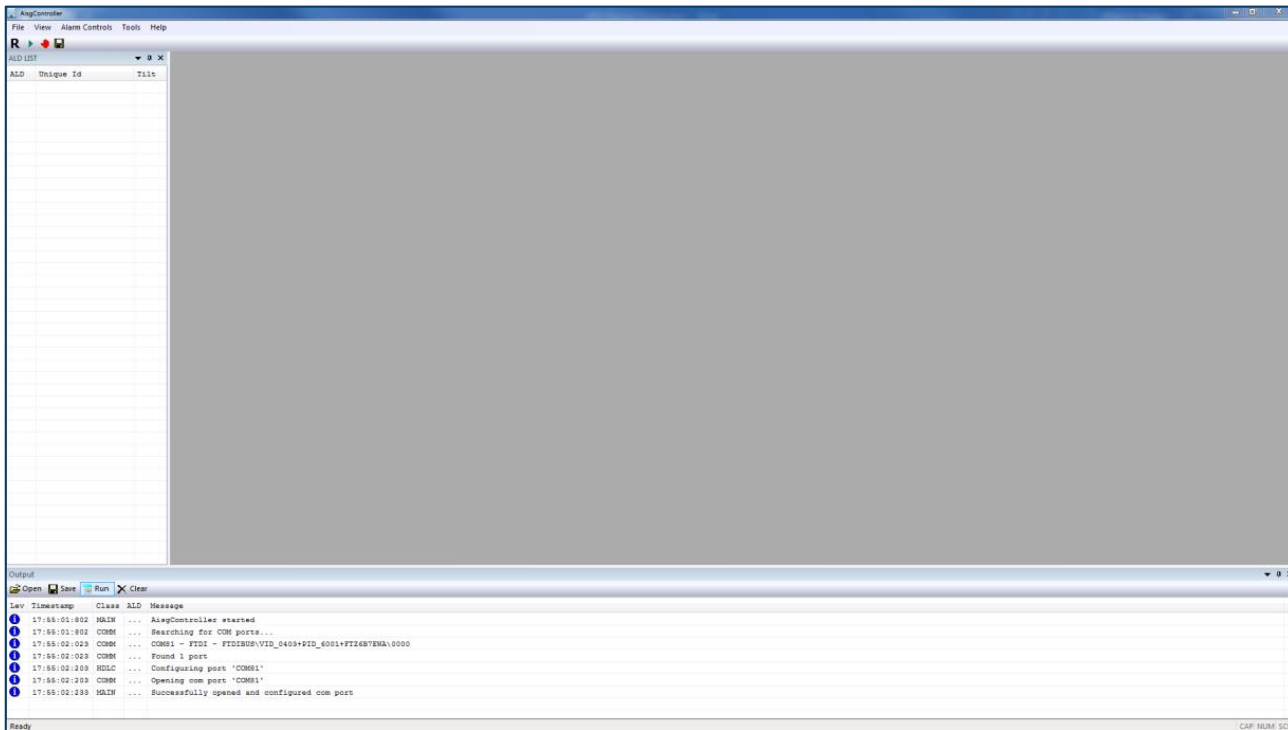 AisgController
File View Alarm Controls Tools Help
R
ALD LIST
ALD Unique Id Tilt
Output
Open Save Run Clear
Lev Timestamp Class ALD Message
17:55:01:802 MAIN ... AisgController started
17:55:01:802 COMM ... Searching for COM ports...
17:55:02:023 COMM ... COM81 - FTDI - FTDIBUS\VID_0403+PID_6001+FTZ6B7EWA\0000
17:55:02:023 COMM ... Found 1 port
17:55:02:203 HDLC ... Configuring port 'COM81'
17:55:02:203 COMM ... Opening com port 'COM81'
17:55:02:233 MAIN ... Successfully opened and configured com port
Ready CAP NUM SC